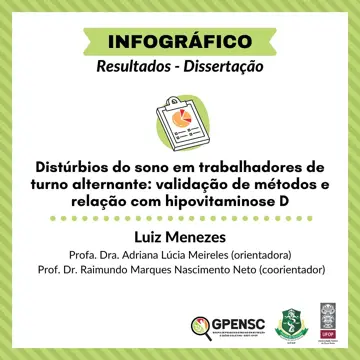 INFOGRÁFICO
Resultados - Dissertação
Distúrbios do sono em trabalhadores de
turno alternante: validação de métodos e
relação com hipovitaminose D
Luiz Menezes
Profa. Dra. Adriana Lúcia Meireles (orientadora)
Prof. Dr. Raimundo Marques Nascimento Neto (coorientador)
GPENSC
UFOP